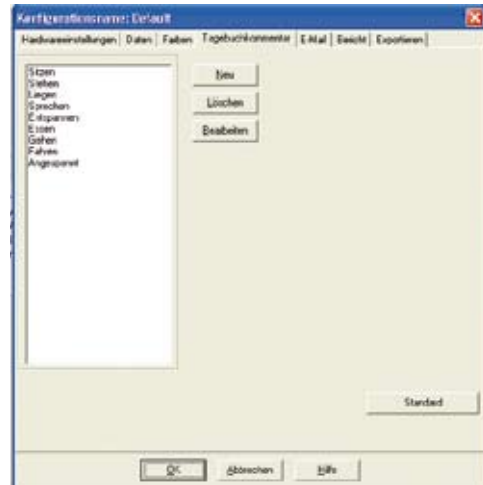 Konfigurationsname: Default
Hardwareeinstellungen Daten Farben Tagebuchkommentar E-Mail Bericht Exportieren
Sitzen
Stehen
Liegen
Sprechen
Entspannen
Essen
Gehen
Fahren
Angespannt
Neu
Löschen
Bearbeiten
Standard
OK Abbrechen Hilfe